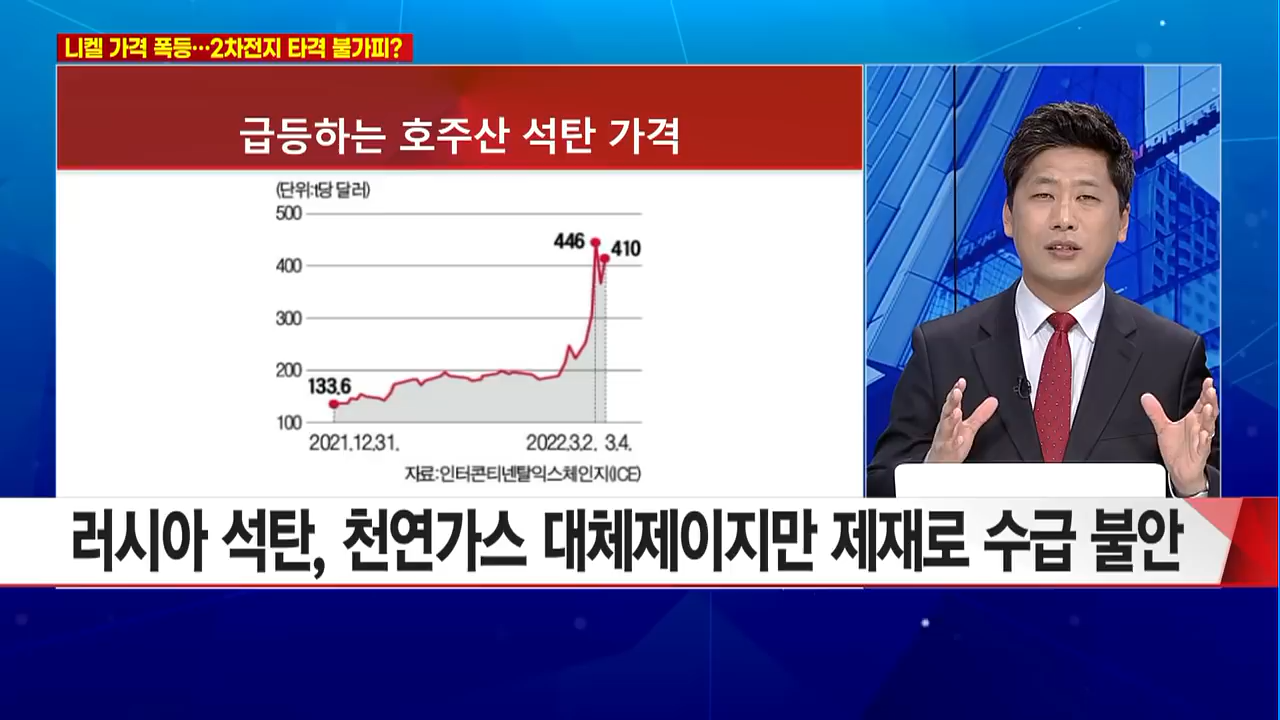 니켈 가격 폭등…2차전지 타격 불가피?
급등하는 호주산 석탄 가격
(단위:t당 달러)
500
446
410
400
300
200
133.6
100
2021.12.31. 2022.3.2. 3.4.
자료:인터콘티넨탈익스체인지(ICE)
러시아 석탄, 천연가스 대체제이지만 제재로 수급 불안